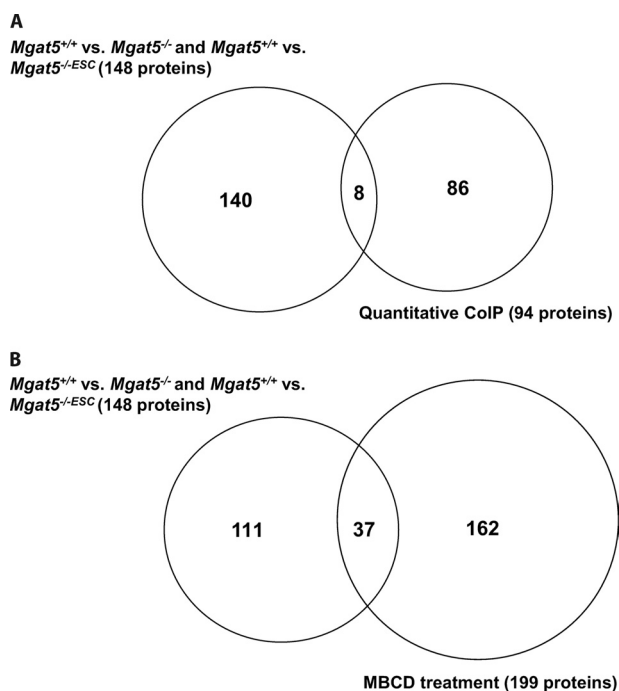 A
Mgat5+/+ vs. Mgat5-/- and Mgat5+/+ vs.
Mgat5-/-ESC (148 proteins)
140
8
86
Quantitative CoIP (94 proteins)
B
Mgat5+/+ vs. Mgat5-/- and Mgat5+/+ vs.
Mgat5-/-ESC (148 proteins)
111
37
162
MBCD treatment (199 proteins)